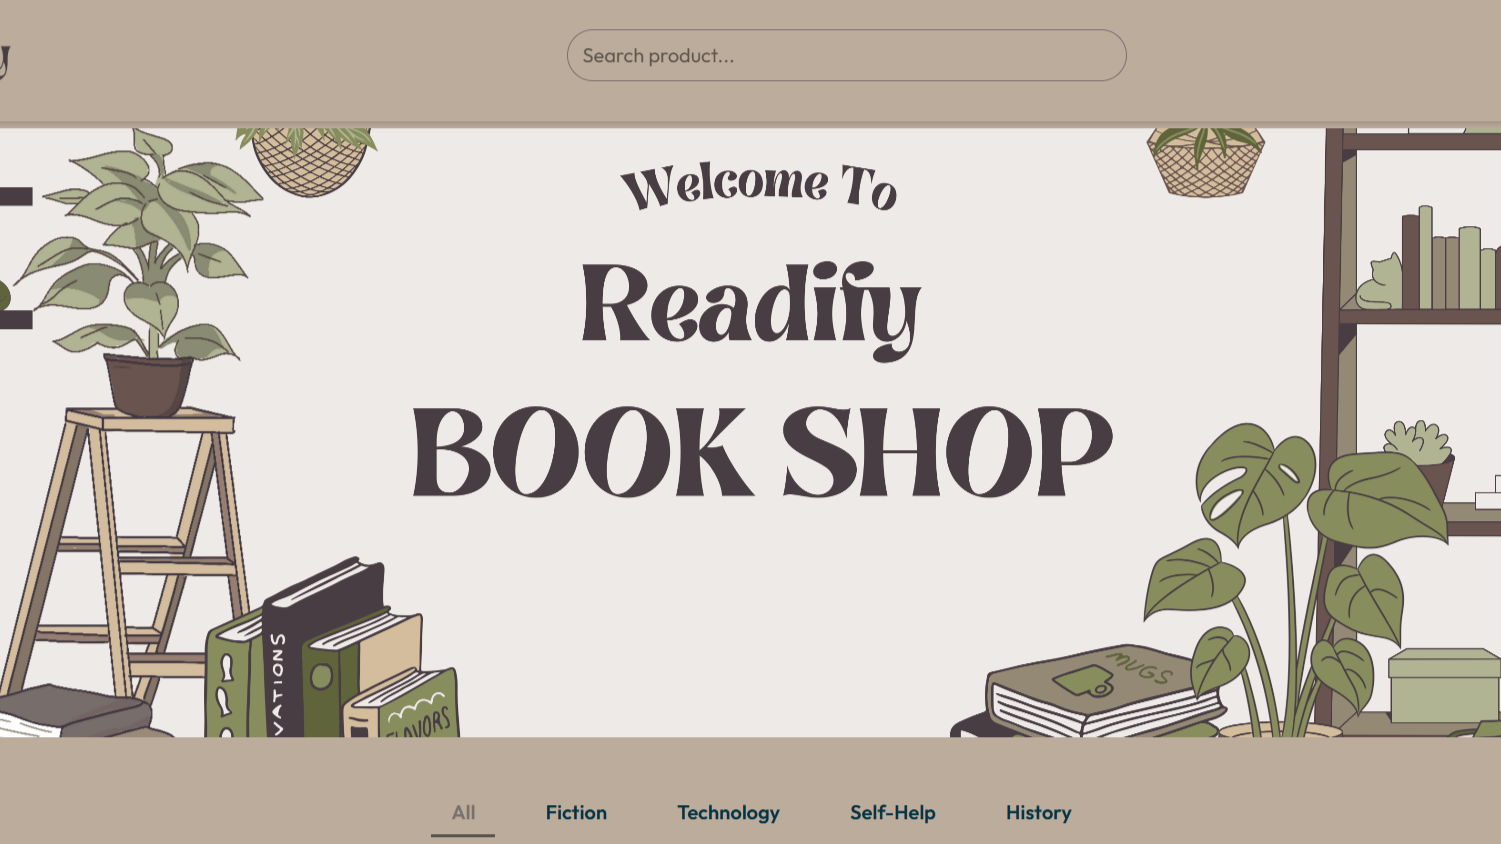 Search product...
Welcome To
Readify
BOOK SHOP
VATIONS
FLAVORS
MUGS
All
Fiction
Technology
Self-Help
History